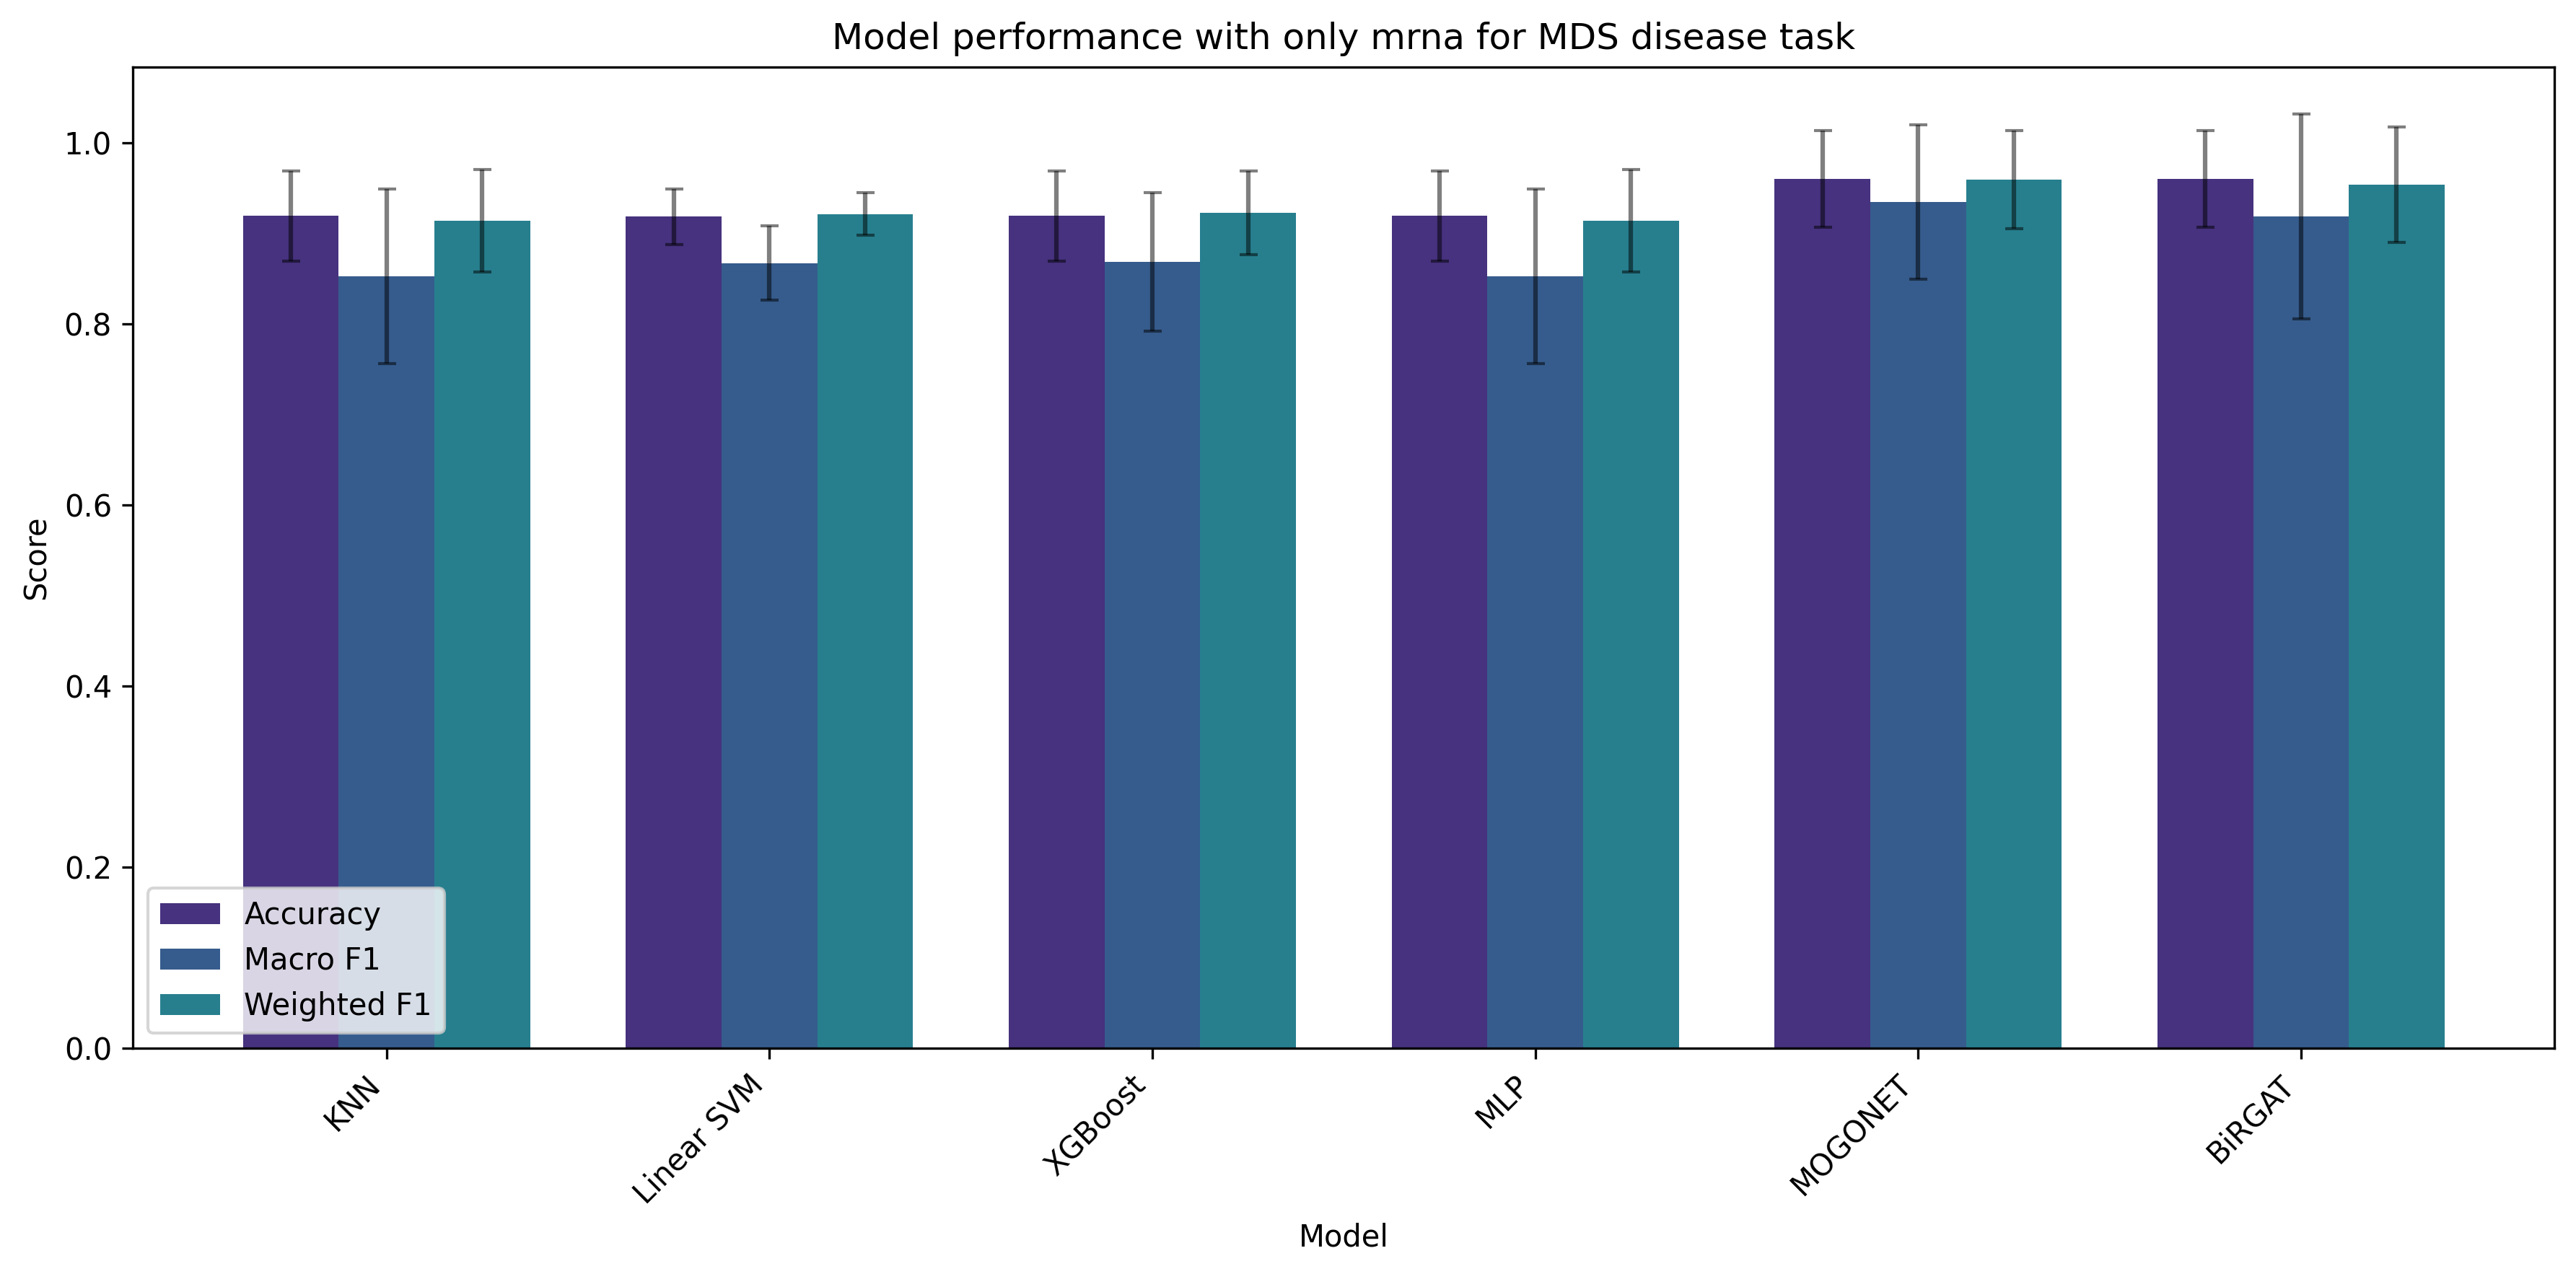 Model performance with only mrna for MDS disease task
Score
1.0
0.8
0.6
0.4
0.2
0.0
Accuracy
Macro F1
Weighted F1
KNN
Linear SVM
XGBoost
MLP
MOGONET
BiRGAT
Model